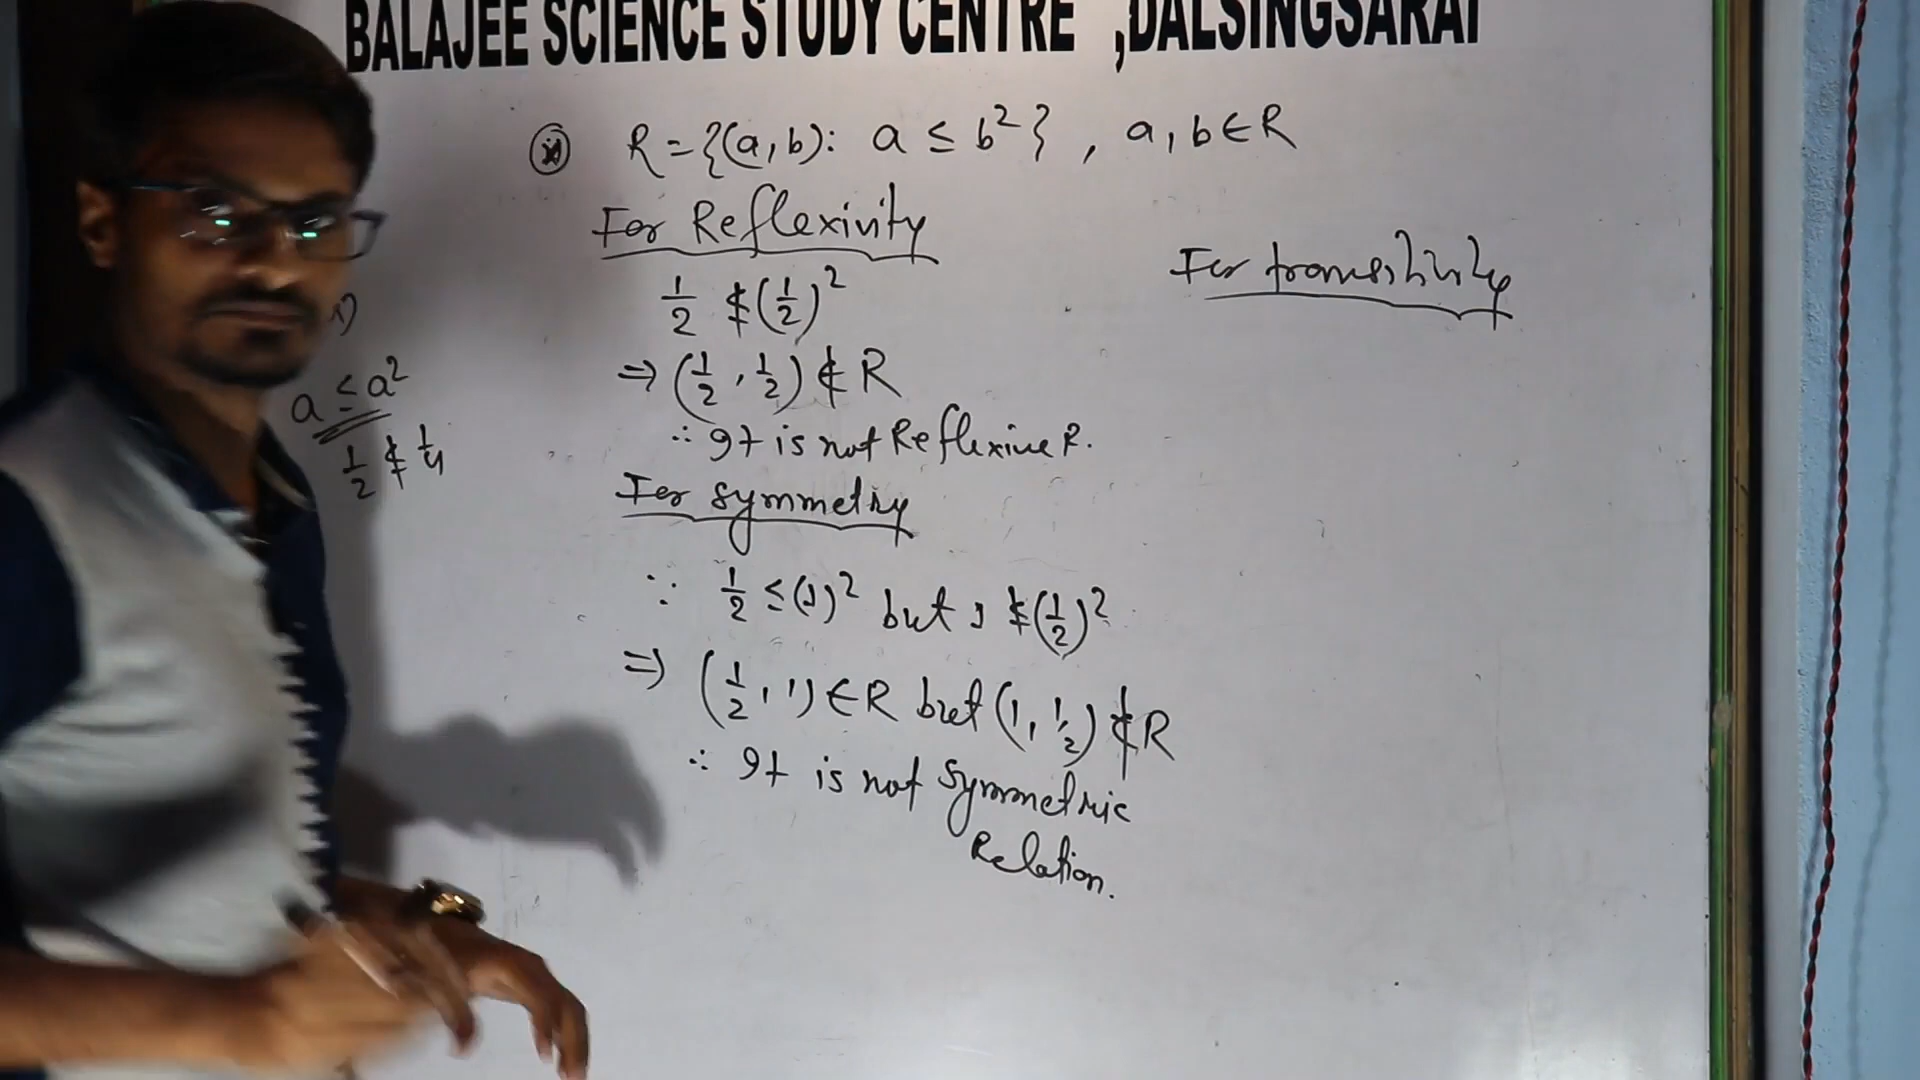 BALAJEE SCIENCE STUDY CENTRE ,DALSINGSARAI
R={(a,b): a ≤ b²} , a,b∈R
For Reflexivity
1/2 ≰ (1/2)²
⇒ (1/2, 1/2) ∉ R
∴ It is not Reflexive R.
For symmetry
∵ 1/2 ≤ (1)² but 1 ≰ (1/2)²
⇒ (1/2, 1) ∈ R but (1, 1/2) ∉ R
∴ It is not Symmetric
Relation.
For transitivity
a ≤ a²
1/2 ≰ 1/4